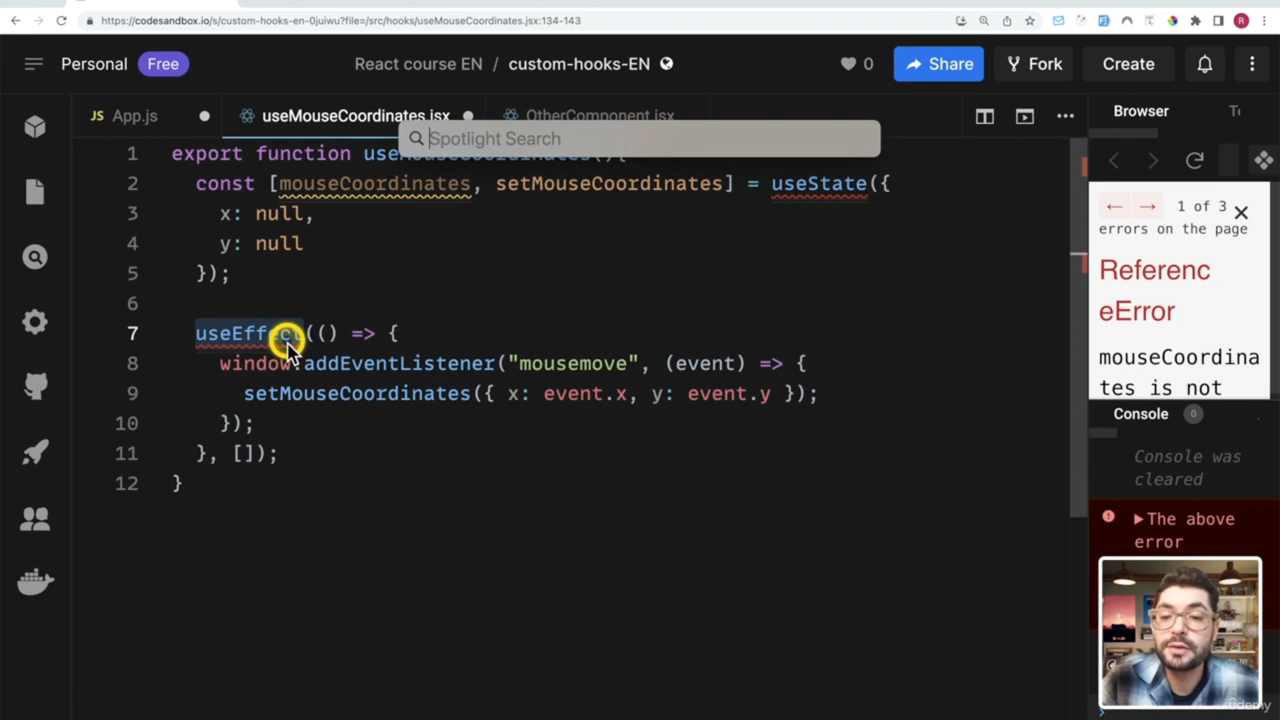 https://codesandbox.io/s/custom-hooks-en-0juiwu?file=/src/hooks/useMouseCoordinates.jsx:134-143
Personal Free React course EN / custom-hooks-EN 0 Share Fork Create
JS App.js useMouseCoordinates.jsx OtherComponent.jsx
Spotlight Search
1 export function useMouseCoordinates(){
2 const [mouseCoordinates, setMouseCoordinates] = useState({
3 x: null,
4 y: null
5 });
6
7 useEffect(() => {
8 window.addEventListener("mousemove", (event) => {
9 setMouseCoordinates({ x: event.x, y: event.y });
10 });
11 }, []);
12 }
Browser
1 of 3
errors on the page
Referenc
eError
mouseCoordina
tes is not
Console 0
Console was
cleared
The above
error
ûdemy